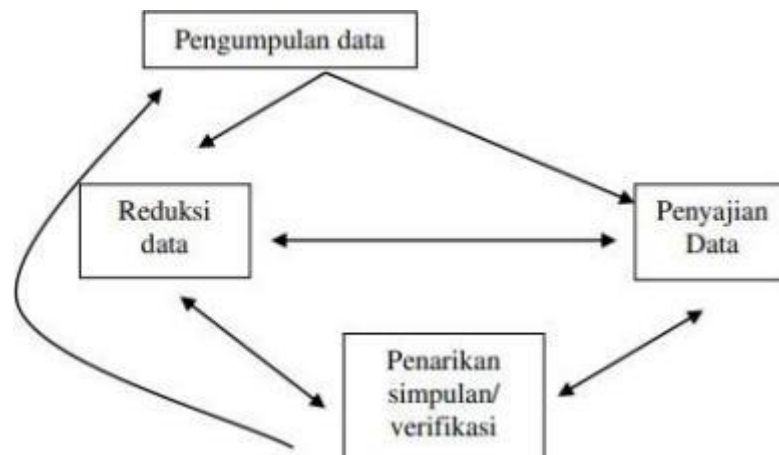 Pengumpulan data
Reduksi
data
Penyajian
Data
Penarikan
simpulan/
verifikasi